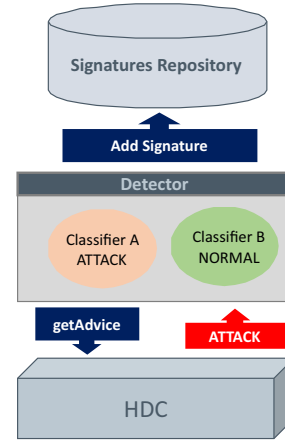 Signatures Repository
Add Signature
Detector
Classifier A
ATTACK
Classifier B
NORMAL
getAdvice
ATTACK
HDC